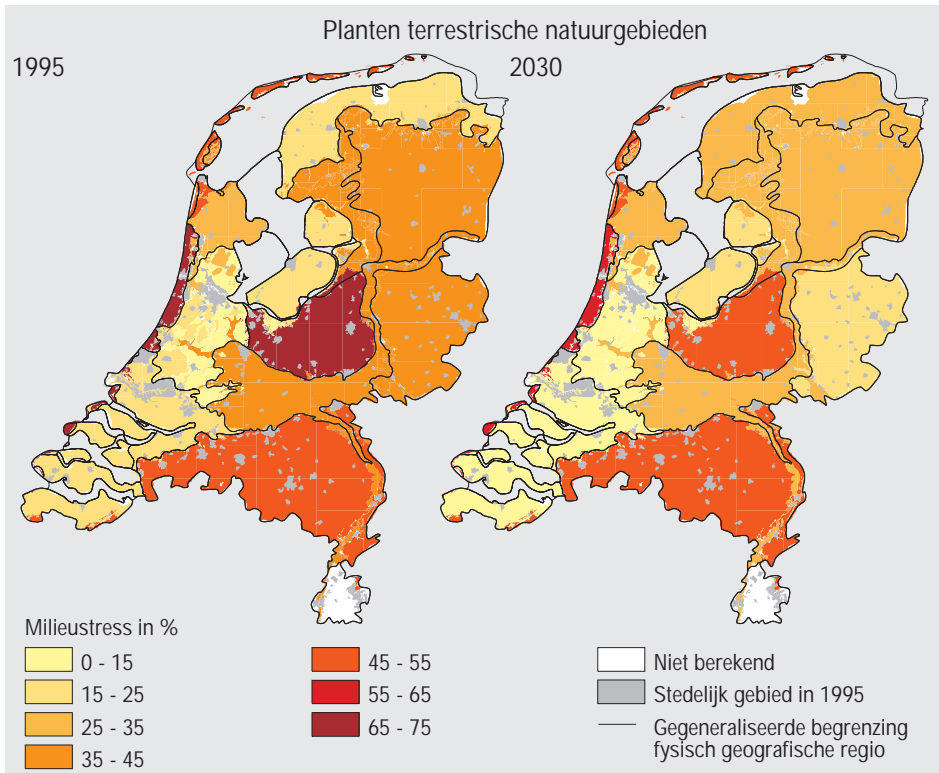 Planten terrestrische natuurgebieden
1995
2030
Milieustress in %
0 - 15
15 - 25
25 - 35
35 - 45
45 - 55
55 - 65
65 - 75
Niet berekend
Stedelijk gebied in 1995
Gegeneraliseerde begrenzing
fysisch geografische regio